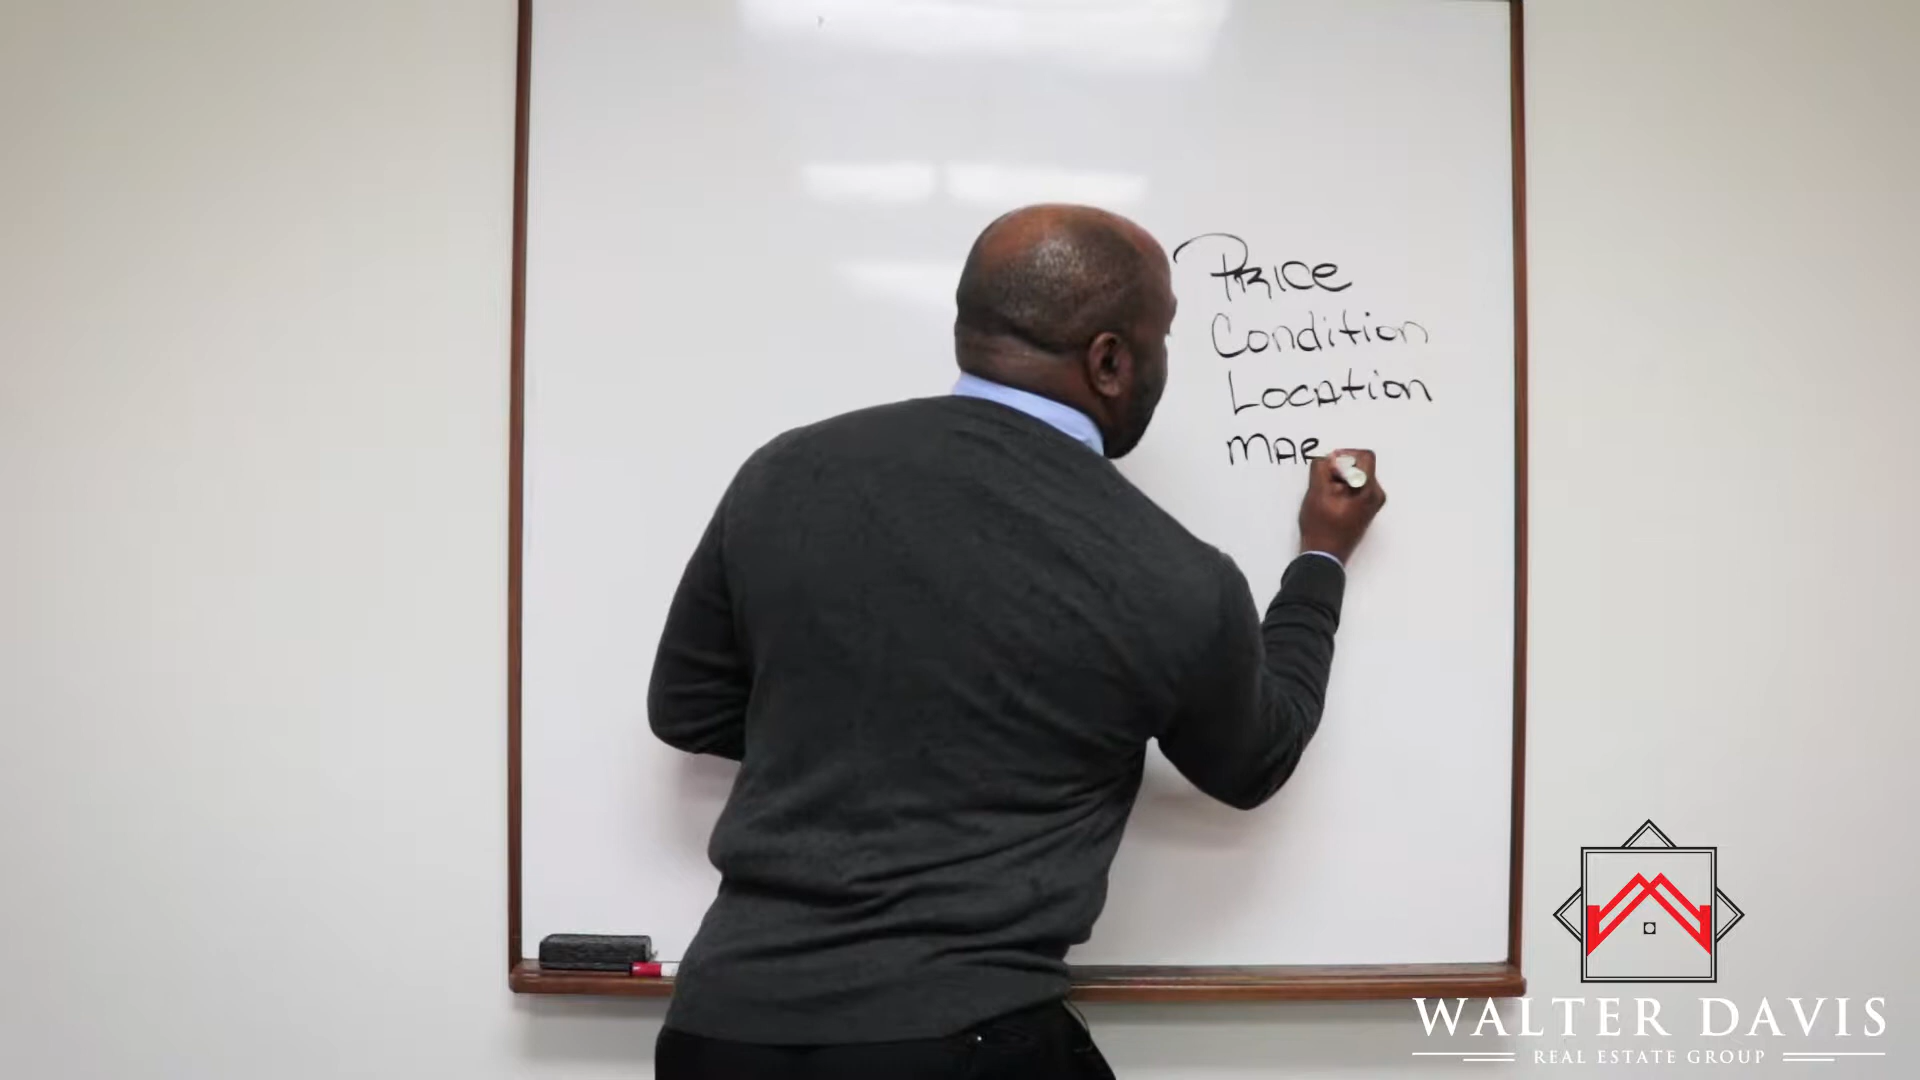 Price
Condition
Location
MAR
WALTER DAVIS
REAL ESTATE GROUP